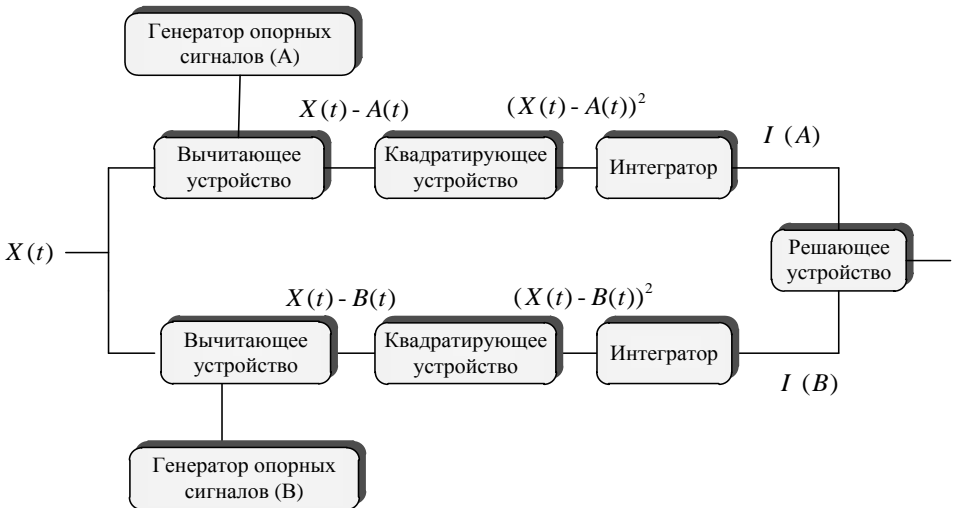 Генератор опорных
сигналов (А)
X(t) - A(t)
(X(t) - A(t))²
I (A)
Вычитающее
устройство
Квадратирующее
устройство
Интегратор
X(t)
Решающее
устройство
X(t) - B(t)
(X(t) - B(t))²
Вычитающее
устройство
Квадратирующее
устройство
Интегратор
I (B)
Генератор опорных
сигналов (В)